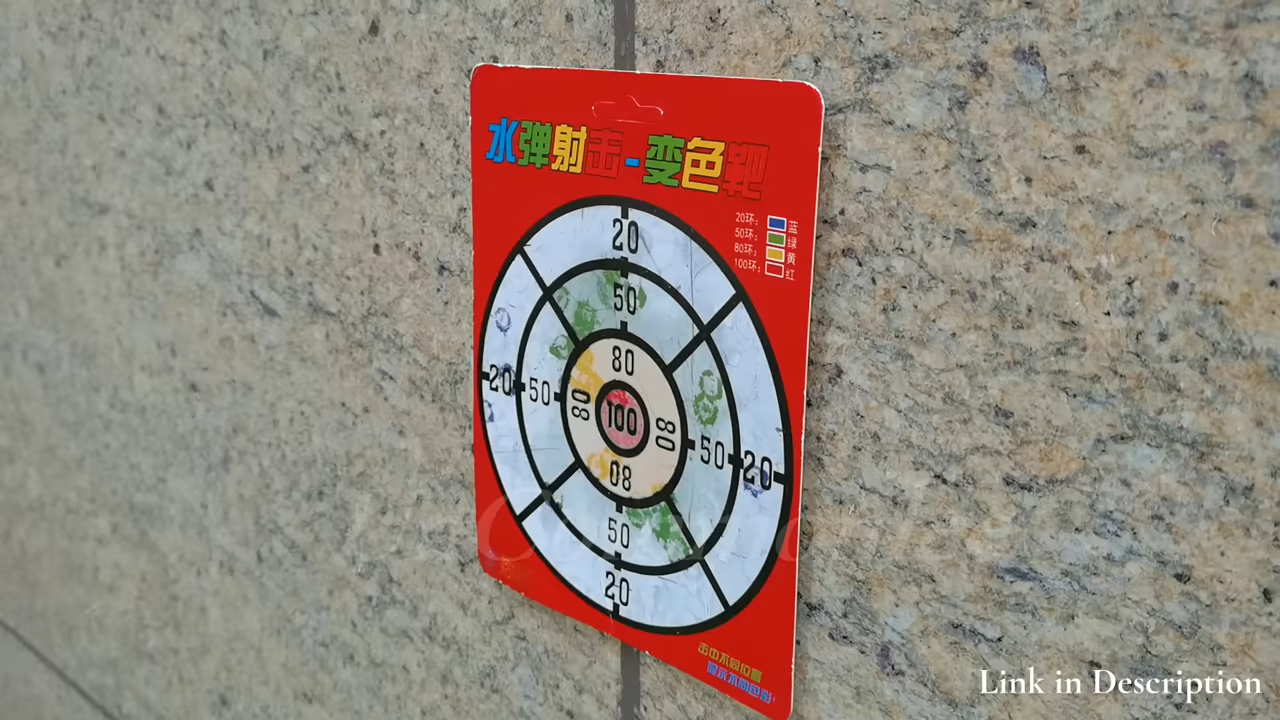 水弹射击-变色靶
20环: 蓝
50环: 绿
80环: 黄
100环: 红
20
50
80
20 50 80 100 80 50 20
80
50
20
击中不同位置
显示不同颜色
Link in Description